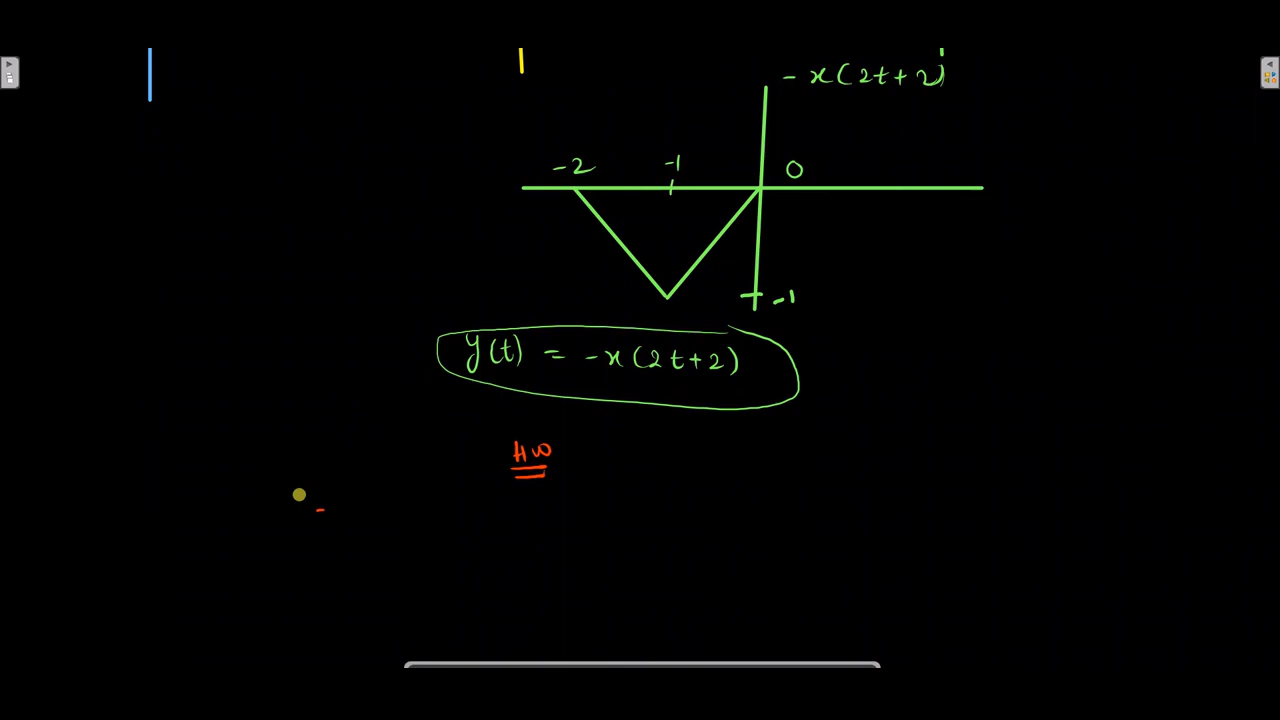 - x(2t+2)
-2 -1 0
-1
y(t) = -x(2t+2)
HW
-